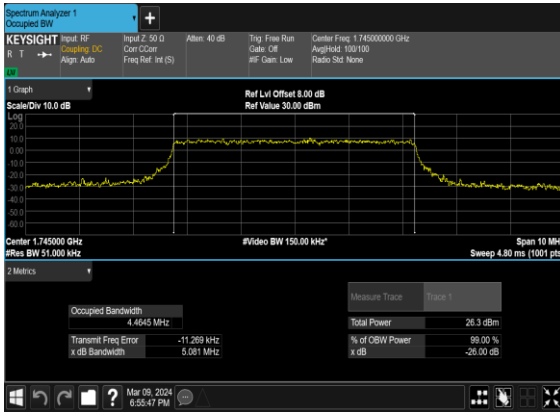 Spectrum Analyzer 1
Occupied BW
KEYSIGHT Input: RF Input Z: 50 Ω Atten: 40 dB Trig: Free Run Center Freq: 1.745000000 GHz
R T Coupling: DC Corr CCorr Gate: Off Avg|Hold: 100/100
Align: Auto Freq Ref: Int (S) #IF Gain: Low Radio Std: None
LXI
1 Graph
Ref Lvl Offset 8.00 dB
Scale/Div 10.0 dB Ref Value 30.00 dBm
Log
20.0
10.0
0.00
-10.0
-20.0
-30.0
-40.0
-50.0
-60.0
Center 1.745000 GHz #Video BW 150.00 kHz* Span 10 MH
#Res BW 51.000 kHz Sweep 4.80 ms (1001 pts
2 Metrics
Measure Trace Trace 1
Occupied Bandwidth
4.4645 MHz Total Power 26.3 dBm
Transmit Freq Error -11.269 kHz % of OBW Power 99.00 %
x dB Bandwidth 5.081 MHz x dB -26.00 dB
Mar 09, 2024
6:55:47 PM